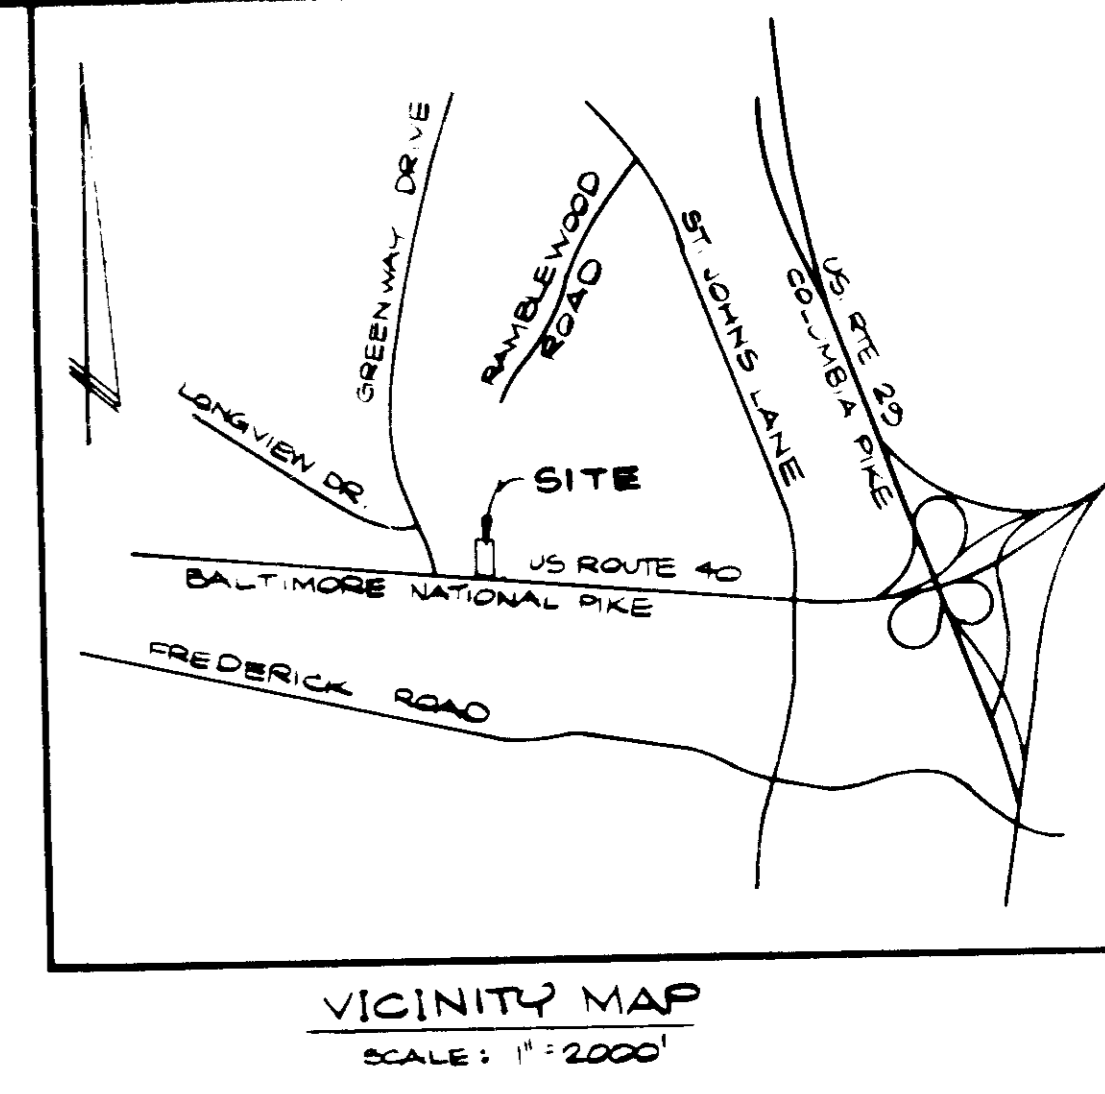 GREENWAY DRIVE
RAMBLEWOOD
ROAD
ST. JOHNS LANE
US. RTE 29
COLUMBIA PIKE
LONGVIEW DR.
SITE
US ROUTE 40
BALTIMORE NATIONAL PIKE
FREDERICK ROAD
VICINITY MAP
SCALE: 1" = 2000'